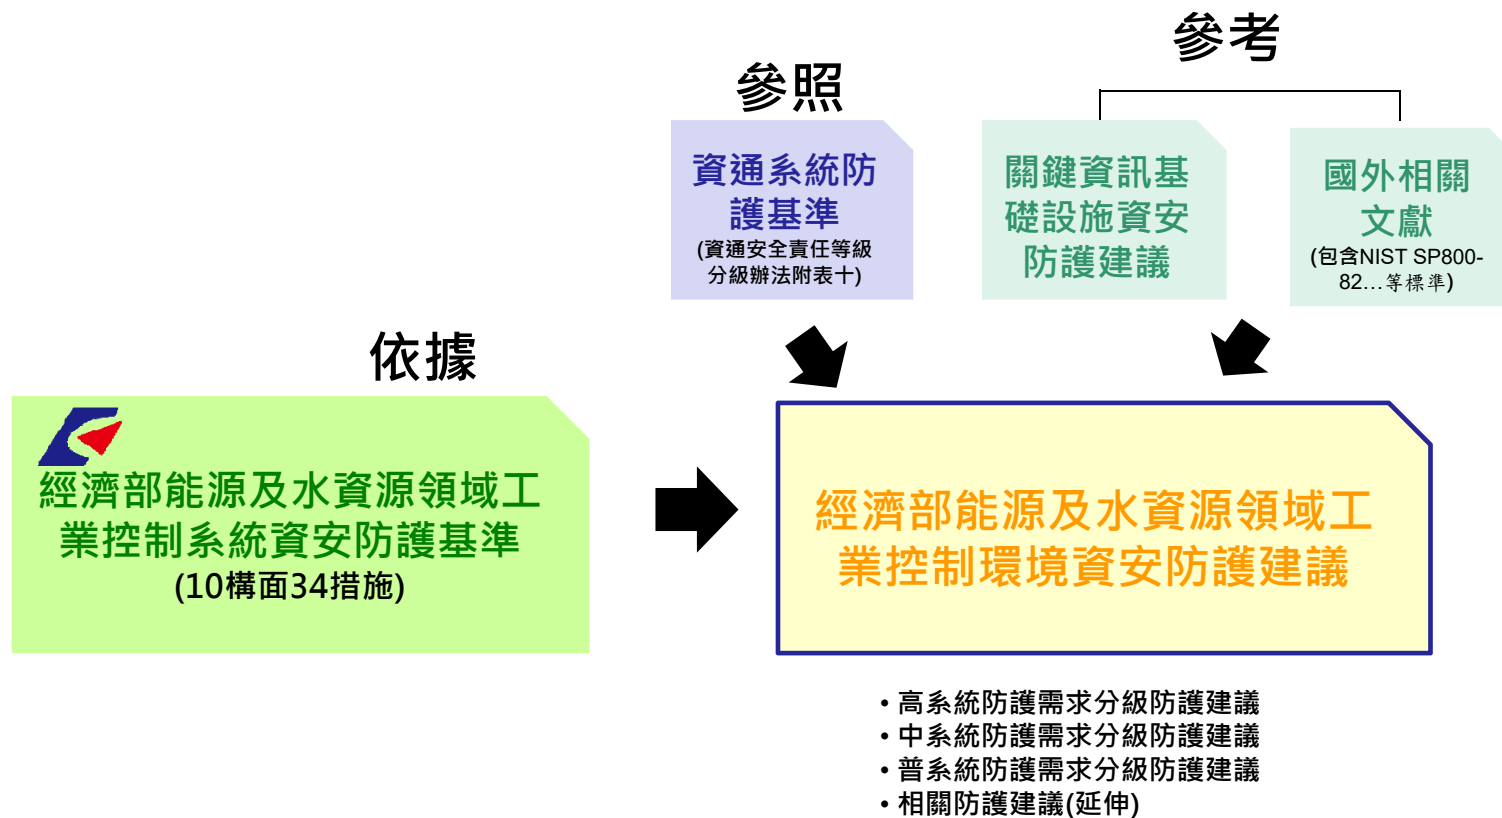 參考
參照
資通系統防
護基準
(資通安全責任等級
分級辦法附表十)
關鍵資訊基
礎設施資安
防護建議
國外相關
文獻
(包含NIST SP800-
82…等標準)
依據
經濟部能源及水資源領域工
業控制系統資安防護基準
(10構面34措施)
經濟部能源及水資源領域工
業控制環境資安防護建議
• 高系統防護需求分級防護建議
• 中系統防護需求分級防護建議
• 普系統防護需求分級防護建議
• 相關防護建議(延伸)